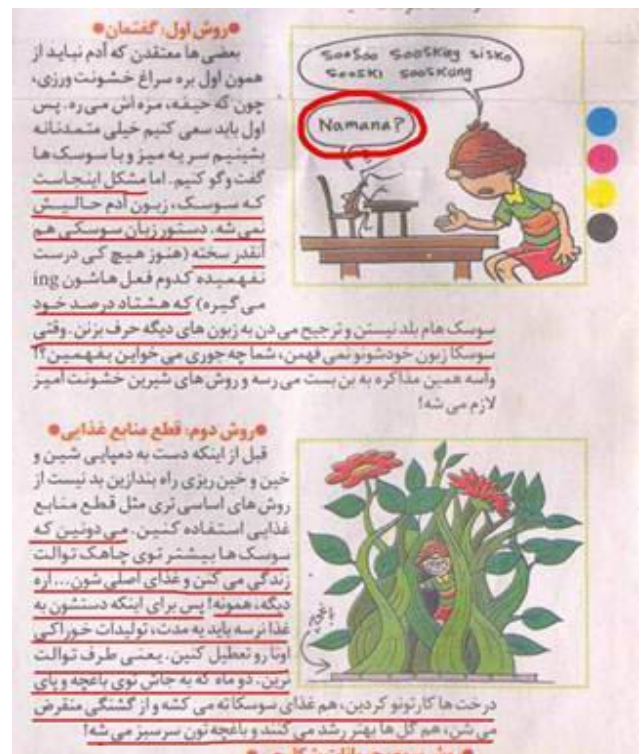 ●روش اول: گفتمان●
بعضی ها معتقدن که آدم نباید از
همون اول بره سراغ خشونت ورزی،
چون که حیفه، مزه اش می ره. پس
اول باید سعی کنیم خیلی متمدنانه
بشینیم سر یه میز و با سوسک ها
گفت وگو کنیم. اما مشکل اینجاست
که سوسک، زبون آدم حالیش
نمی شه. دستور زبان سوسکی هم
آنقدر سخته (هنوز هیچ کی درست
نفهمیده کدوم فعل هاشون ing
می گیره) که هشتاد درصد خود
سوسک هام بلد نیستن و ترجیح می دن به زبون های دیگه حرف بزنن. وقتی
سوسکا زبون خودشونو نمی فهمن، شما چه جوری می خواین بفهمین؟!
واسه همین مذاکره به بن بست می رسه و روش های شیرین خشونت آمیز
لازم می شه!
SooSoo SooSKing SisKo
SooSKI SooSKung
Namana?
●روش دوم: قطع منابع غذایی●
قبل از اینکه دست به دمپایی شین و
خین و خین ریزی راه بندازین بد نیست از
روش های اساسی تری مثل قطع منابع
غذایی استفاده کنین. می دونین که
سوسک ها بیشتر توی چاهک توالت
زندگی می کنن و غذای اصلی شون... اره
دیگه، همونه! پس برای اینکه دستشون به
غذا نرسه باید یه مدت، تولیدات خوراکی
اونا رو تعطیل کنین. یعنی طرف توالت
نرین. دو ماه که به جاش توی باغچه و پای
درخت ها کارتونو کردین، هم غذای سوسکا ته می کشه و از گشنگی منقرض
می شن، هم گل ها بهتر رشد می کنند و باغچه تون سرسبز می شه!